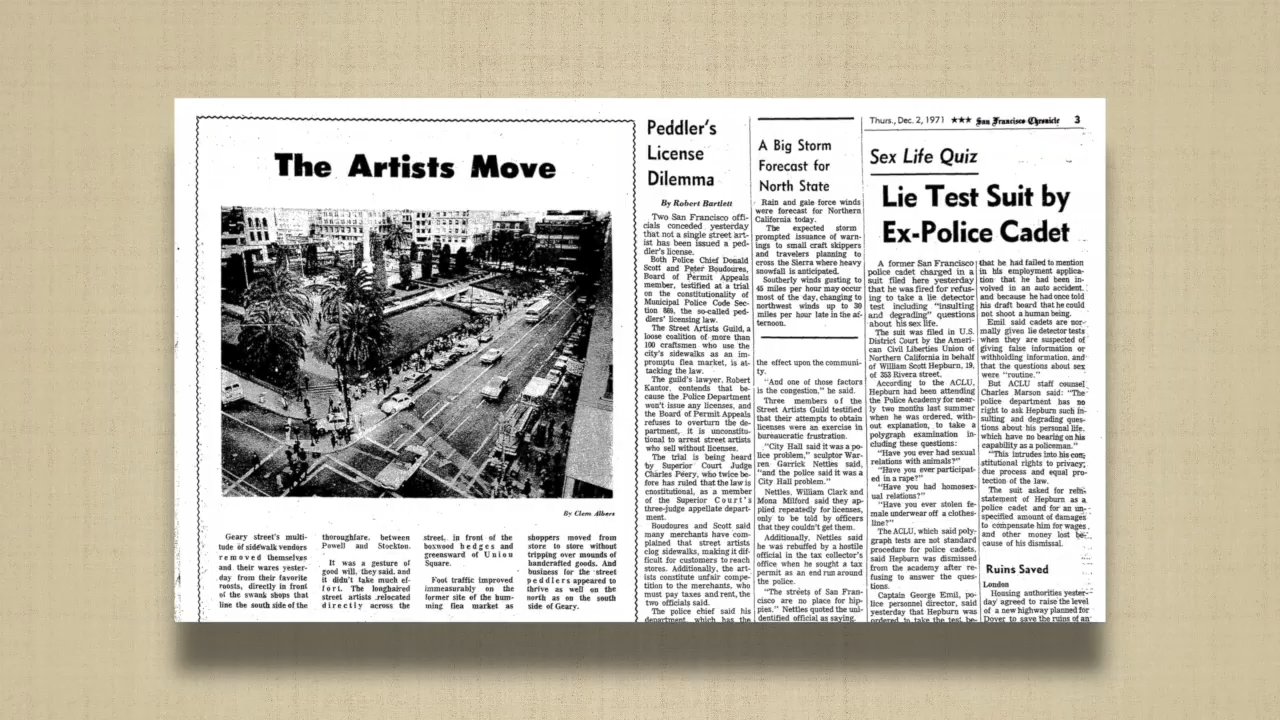 The Artists Move
By Clem Albers
Geary street's multi-
tude of sidewalk vendors
removed themselves
and their wares yester-
day from their favorite
roosts, directly in front
of the swank shops that
line the south side of the
thoroughfare, between
Powell and Stockton.
It was a gesture of
good will, they said, and
it didn't take much ef-
fort. The longhaired
street artists relocated
directly across the
street, in front of the
boxwood hedges and
greensward of Union
Square.
Foot traffic improved
immeasurably on the
former site of the hum-
ming flea market as
shoppers moved from
store to store without
tripping over mounds of
handcrafted goods. And
business for the street
peddlers appeared to
thrive as well on the
north as on the south
side of Geary.
Peddler's
License
Dilemma
By Robert Bartlett
Two San Francisco offi-
cials conceded yesterday
that not a single street art-
ist has been issued a ped-
dler's license.
Both Police Chief Donald
Scott and Peter Boudoures,
Board of Permit Appeals
member, testified at a trial
on the constitutionality of
Municipal Police Code Sec-
tion 869, the so-called ped-
dlers' licensing law.
The Street Artists Guild, a
loose coalition of more than
100 craftsmen who use the
city's sidewalks as an im-
promptu flea market, is at-
tacking the law.
The guild's lawyer, Robert
Kantor, contends that be-
cause the Police Department
won't issue any licenses, and
the Board of Permit Appeals
refuses to overturn the de-
partment, it is unconstitu-
tional to arrest street artists
who sell without licenses.
The trial is being heard
by Superior Court Judge
Charles Peery, who twice be-
fore has ruled that the law is
cnostitutional, as a member
of the Superior Court's
three-judge appellate depart-
ment.
Boudoures and Scott said
many merchants have com-
plained that street artists
clog sidewalks, making it dif-
ficult for customers to reach
stores. Additionally, the art-
ists constitute unfair compe-
tition to the merchants, who
must pay taxes and rent, the
two officials said.
The police chief said his
department, which has the
A Big Storm
Forecast for
North State
Rain and gale force winds
were forecast for Northern
California today.
The expected storm
prompted issuance of warn-
ings to small craft skippers
and travelers planning to
cross the Sierra where heavy
snowfall is anticipated.
Southerly winds gusting to
45 miles per hour may occur
most of the day, changing to
northwest winds up to 30
miles per hour late in the af-
ternoon.
the effect upon the communi-
ty.
"And one of those factors
is the congestion," he said.
Three members of the
Street Artists Guild testified
that their attempts to obtain
licenses were an exercise in
bureaucratic frustration.
"City Hall said it was a po-
lice problem," sculptor War-
ren Garrick Nettles said,
"and the police said it was a
City Hall problem."
Nettles, William Clark and
Mona Milford said they ap-
plied repeatedly for licenses,
only to be told by officers
that they couldn't get them.
Additionally, Nettles said
he was rebuffed by a hostile
official in the tax collector's
office when he sought a tax
permit as an end run around
the police.
"The streets of San Fran-
cisco are no place for hip-
pies," Nettles quoted the uni-
dentified official as saying.
Thurs., Dec. 2, 1971 ★★★ San Francisco Chronicle 3
Sex Life Quiz
Lie Test Suit by
Ex-Police Cadet
A former San Francisco
police cadet charged in a
suit filed here yesterday
that he was fired for refus-
ing to take a lie detector
test including "insulting
and degrading" questions
about his sex life.
The suit was filed in U.S.
District Court by the Ameri-
can Civil Liberties Union of
Northern California in behalf
of William Scott Hepburn, 19,
of 353 Rivera street.
According to the ACLU,
Hepburn had been attending
the Police Academy for near-
ly two months last summer
when he was ordered, with-
out explanation, to take a
polygraph examination in-
cluding these questions:
"Have you ever had sexual
relations with animals?"
"Have you ever participat-
ed in a rape?"
"Have you had homosex-
ual relations?"
"Have you ever stolen fe-
male underwear off a clothes-
line?"
The ACLU, which said poly-
graph tests are not standard
procedure for police cadets,
said Hepburn was dismissed
from the academy after re-
fusing to answer the ques-
tions.
Captain George Emil, po-
lice personnel director, said
yesterday that Hepburn was
ordered to take the test be-
that he had failed to mention
in his employment applica-
tion that he had been in-
volved in an auto accident,
and because he had once told
his draft board that he could
not shoot a human being.
Emil said cadets are nor-
mally given lie detector tests
when they are suspected of
giving false information or
withholding information, and
that the questions about sex
were "routine."
But ACLU staff counsel
Charles Marson said: "The
police department has no
right to ask Hepburn such in-
sulting and degrading ques-
tions about his personal life,
which have no bearing on his
capability as a policeman."
"This intrudes into his con-
stitutional rights to privacy,
due process and equal pro-
tection of the law.
The suit asked for rein-
statement of Hepburn as a
police cadet and for an un-
specified amount of damages
to compensate him for wages
and other money lost be-
cause of his dismissal.
Ruins Saved
London
Housing authorities yester-
day agreed to raise the level
of a new highway planned for
Dover to save the ruins of an